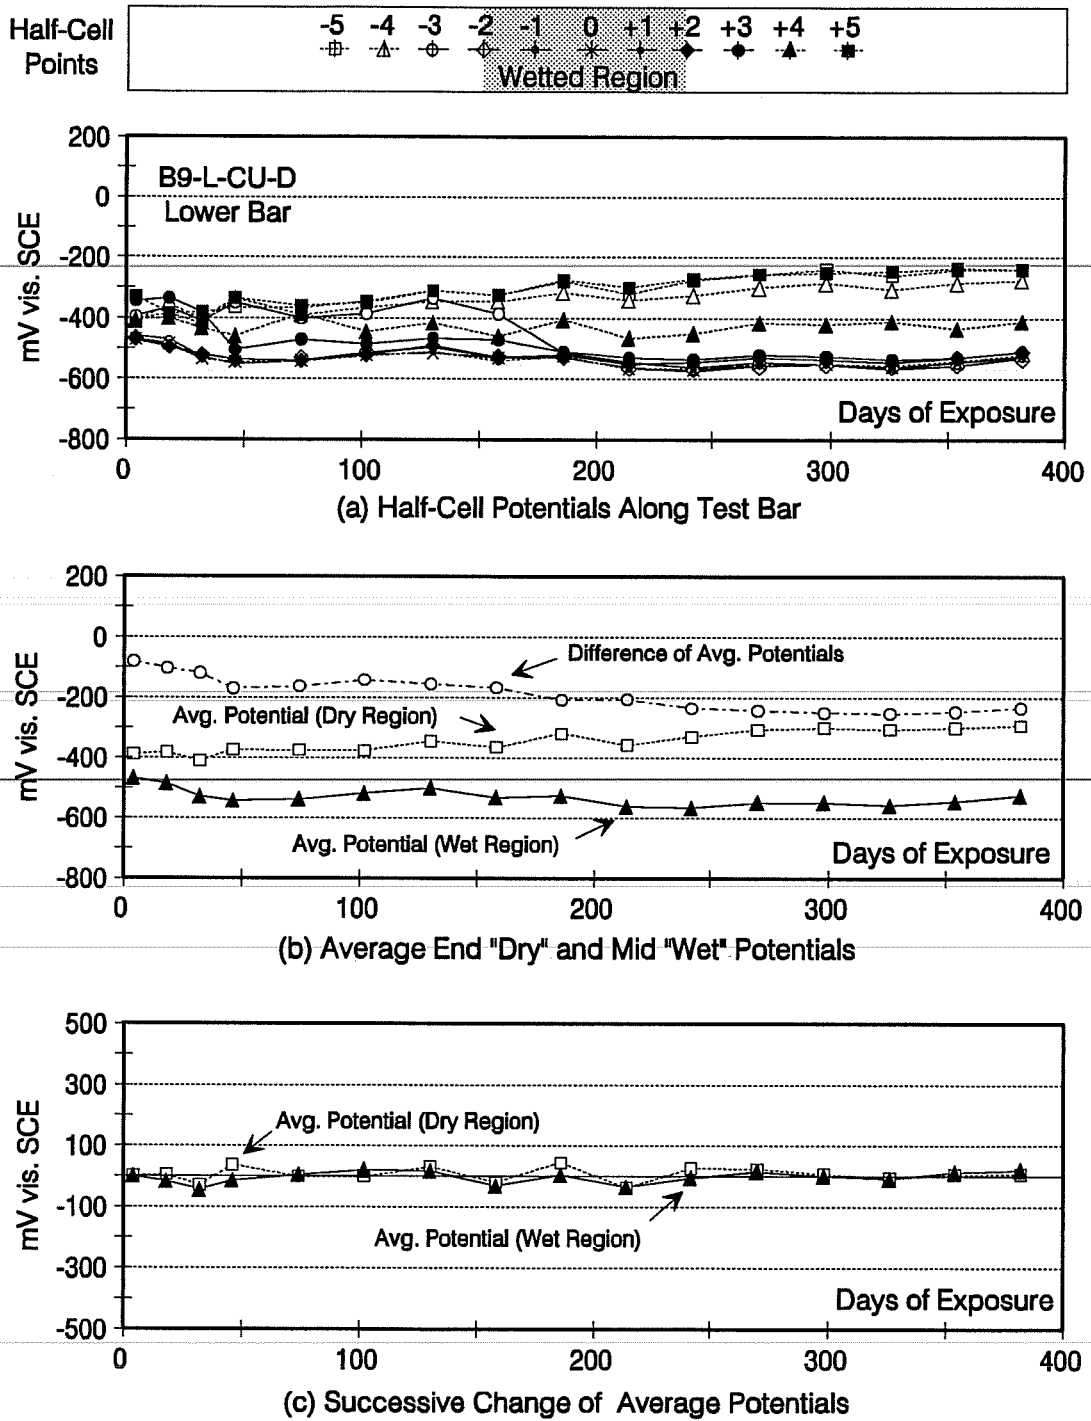 Half-Cell Points
-5 -4 -3 -2 -1 0 +1 +2 +3 +4 +5
Wetted Region
200
0
-200
-400
-600
-800
mV vis. SCE
B9-L-CU-D
Lower Bar
Days of Exposure
0 100 200 300 400
(a) Half-Cell Potentials Along Test Bar
200
0
-200
-400
-600
-800
mV vis. SCE
Difference of Avg. Potentials
Avg. Potential (Dry Region)
Avg. Potential (Wet Region)
Days of Exposure
0 100 200 300 400
(b) Average End "Dry" and Mid "Wet" Potentials
500
300
100
-100
-300
-500
mV vis. SCE
Avg. Potential (Dry Region)
Avg. Potential (Wet Region)
Days of Exposure
0 100 200 300 400
(c) Successive Change of Average Potentials